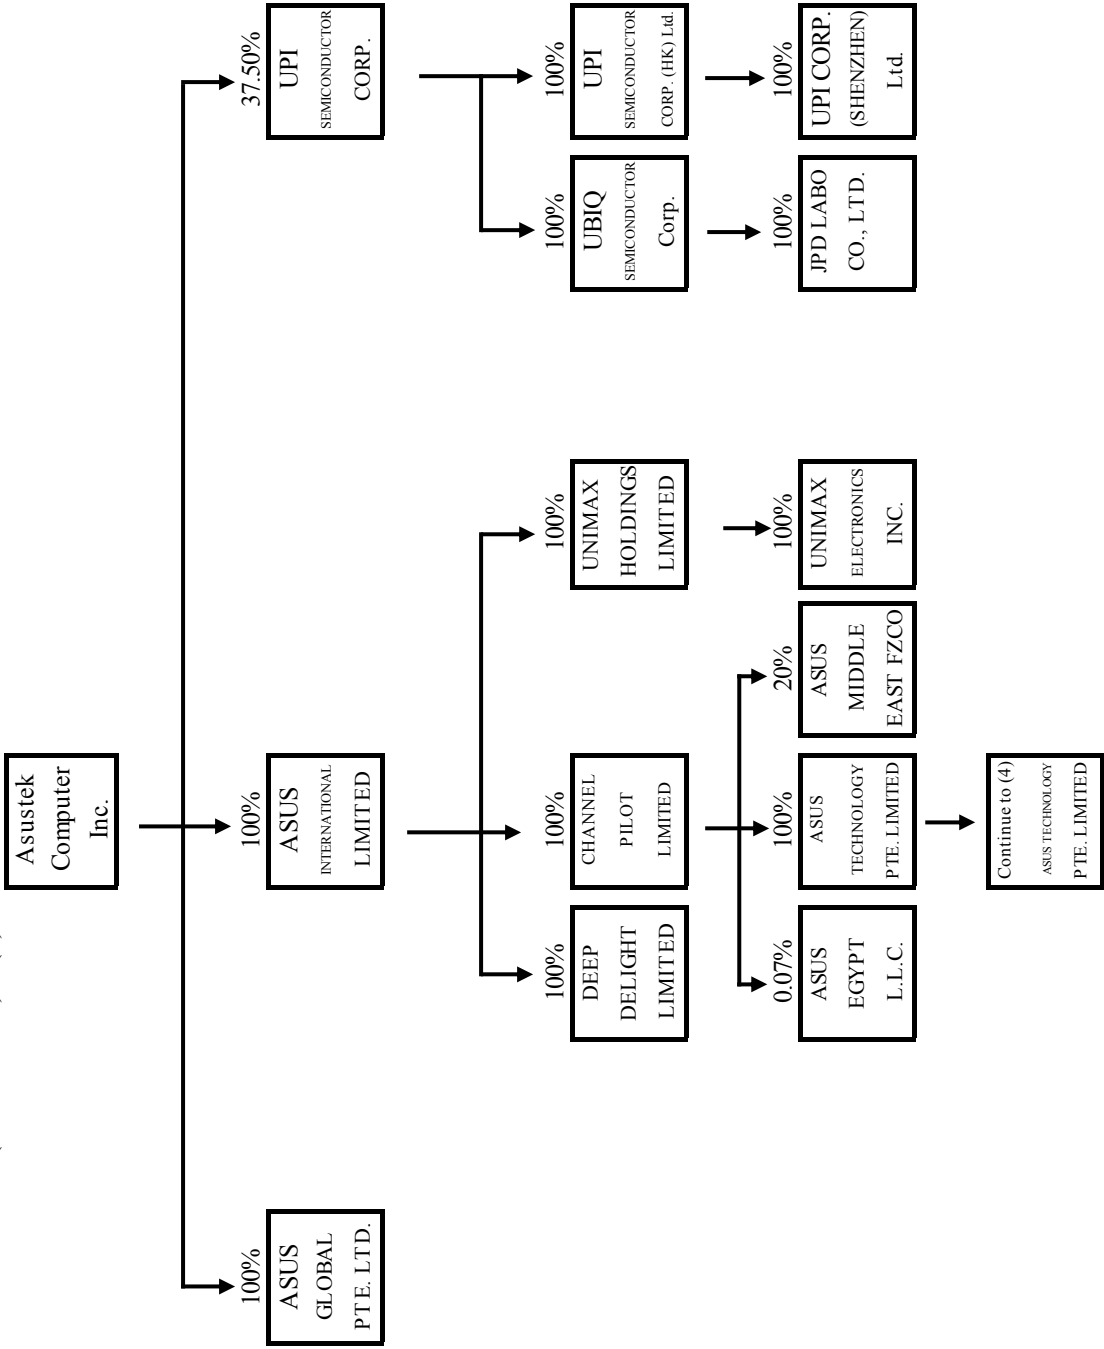 Asustek
Computer
Inc.
100%
ASUS
GLOBAL
PTE. LTD.
100%
ASUS
INTERNATIONAL
LIMITED
37.50%
UPI
SEMICONDUCTOR
CORP.
100%
DEEP
DELIGHT
LIMITED
100%
CHANNEL
PILOT
LIMITED
100%
UNIMAX
HOLDINGS
LIMITED
100%
UBIQ
SEMICONDUCTOR
Corp.
100%
UPI
SEMICONDUCTOR
CORP. (HK) Ltd.
0.07%
ASUS
EGYPT
L.L.C.
100%
ASUS
TECHNOLOGY
PTE. LIMITED
20%
ASUS
MIDDLE
EAST FZCO
100%
UNIMAX
ELECTRONICS
INC.
100%
JPD LABO
CO., LTD.
100%
UPI CORP.
(SHENZHEN)
Ltd.
Continue to (4)
ASUS TECHNOLOGY
PTE. LIMITED